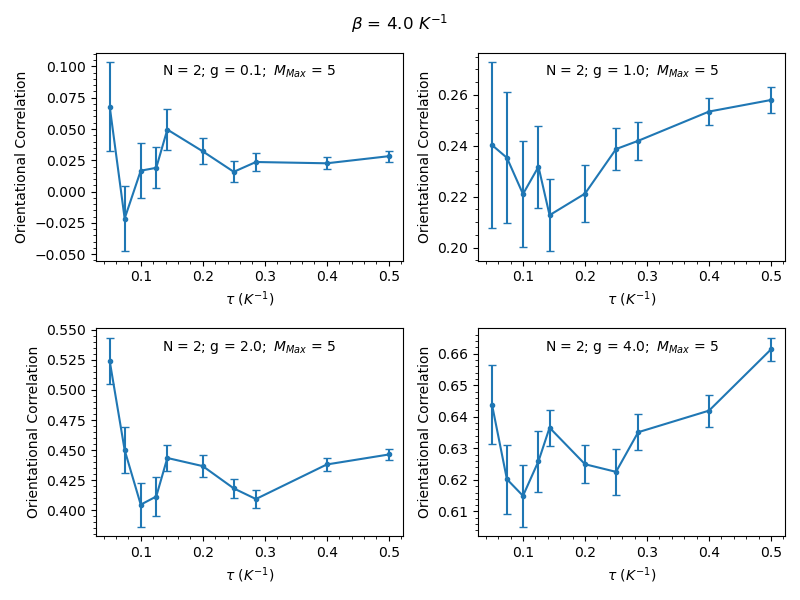 β = 4.0 K⁻¹
N = 2; g = 0.1; M_Max = 5
Orientational Correlation
0.100
0.075
0.050
0.025
0.000
−0.025
−0.050
0.1 0.2 0.3 0.4 0.5
τ (K⁻¹)
N = 2; g = 1.0; M_Max = 5
Orientational Correlation
0.26
0.24
0.22
0.20
0.1 0.2 0.3 0.4 0.5
τ (K⁻¹)
N = 2; g = 2.0; M_Max = 5
Orientational Correlation
0.550
0.525
0.500
0.475
0.450
0.425
0.400
0.1 0.2 0.3 0.4 0.5
τ (K⁻¹)
N = 2; g = 4.0; M_Max = 5
Orientational Correlation
0.66
0.65
0.64
0.63
0.62
0.61
0.1 0.2 0.3 0.4 0.5
τ (K⁻¹)